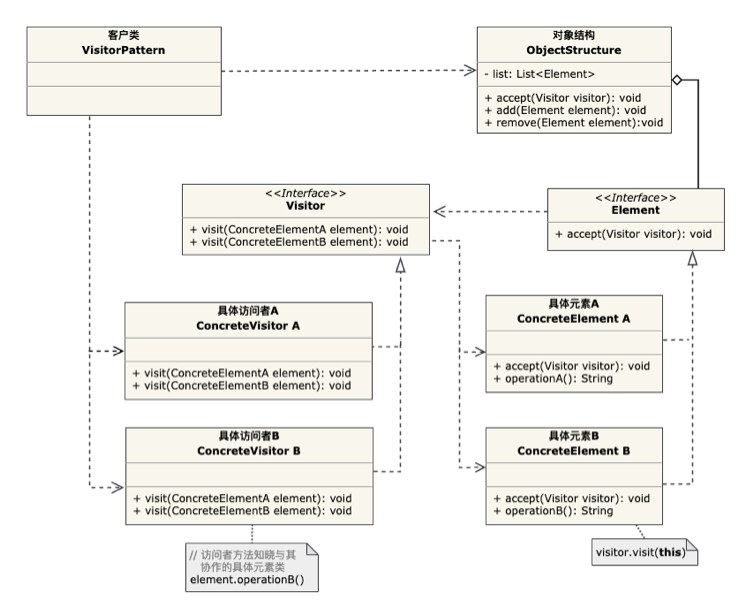 客户类
VisitorPattern
对象结构
ObjectStructure
- list: List<Element>
+ accept(Visitor visitor): void
+ add(Element element): void
+ remove(Element element):void
<<Interface>>
Visitor
+ visit(ConcreteElementA element): void
+ visit(ConcreteElementB element): void
<<Interface>>
Element
+ accept(Visitor visitor): void
具体访问者A
ConcreteVisitor A
+ visit(ConcreteElementA element): void
+ visit(ConcreteElementB element): void
具体元素A
ConcreteElement A
+ accept(Visitor visitor): void
+ operationA(): String
具体访问者B
ConcreteVisitor B
+ visit(ConcreteElementA element): void
+ visit(ConcreteElementB element): void
具体元素B
ConcreteElement B
+ accept(Visitor visitor): void
+ operationB(): String
// 访问者方法知晓与其
协作的具体元素类
element.operationB()
visitor.visit(this)